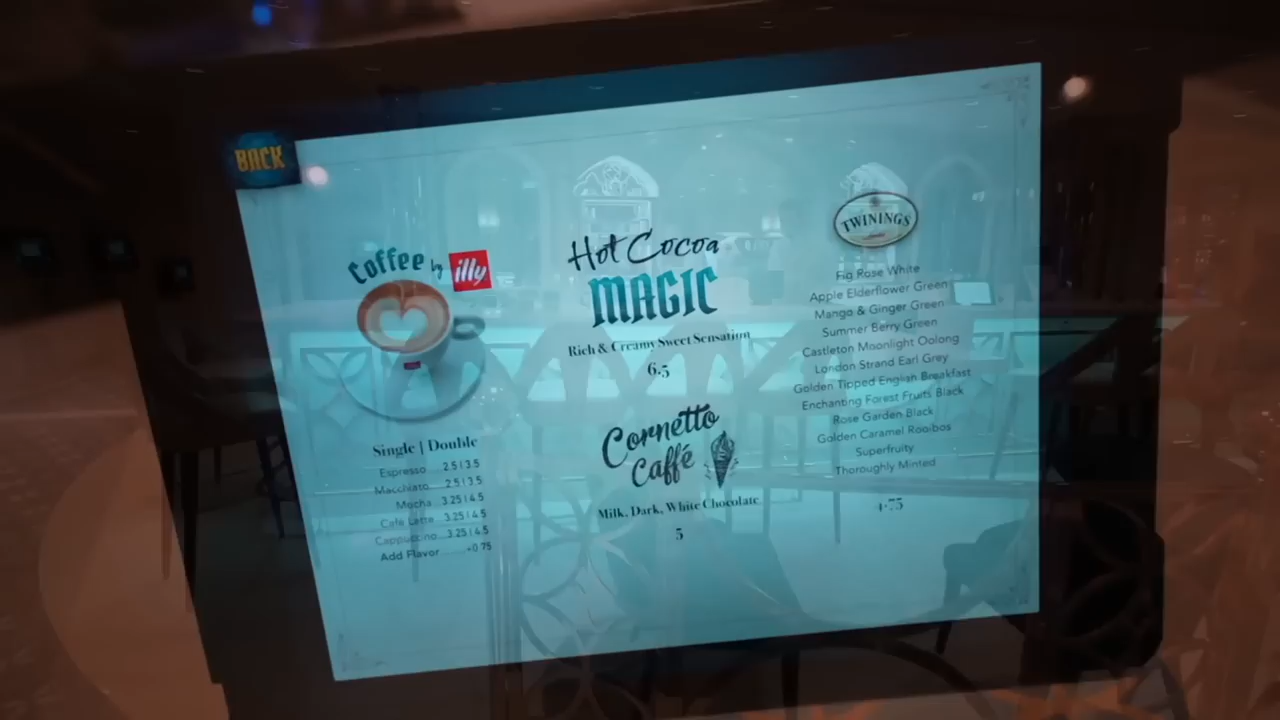 BACK
Coffee by illy
Single | Double
Espresso 2.5 | 3.5
Macchiato 2.5 | 3.5
Mocha 3.25 | 4.5
Café Latte 3.25 | 4.5
Cappuccino 3.25 | 4.5
Add Flavor +0.75
Hot Cocoa
MAGIC
Rich & Creamy Sweet Sensation
6.5
Cornetto
Caffé
Milk, Dark, White Chocolate
5
TWININGS
Fig Rose White
Apple Elderflower Green
Mango & Ginger Green
Summer Berry Green
Castleton Moonlight Oolong
London Strand Earl Grey
Golden Tipped English Breakfast
Enchanting Forest Fruits Black
Rose Garden Black
Golden Caramel Rooibos
Superfruity
Thoroughly Minted
4.75